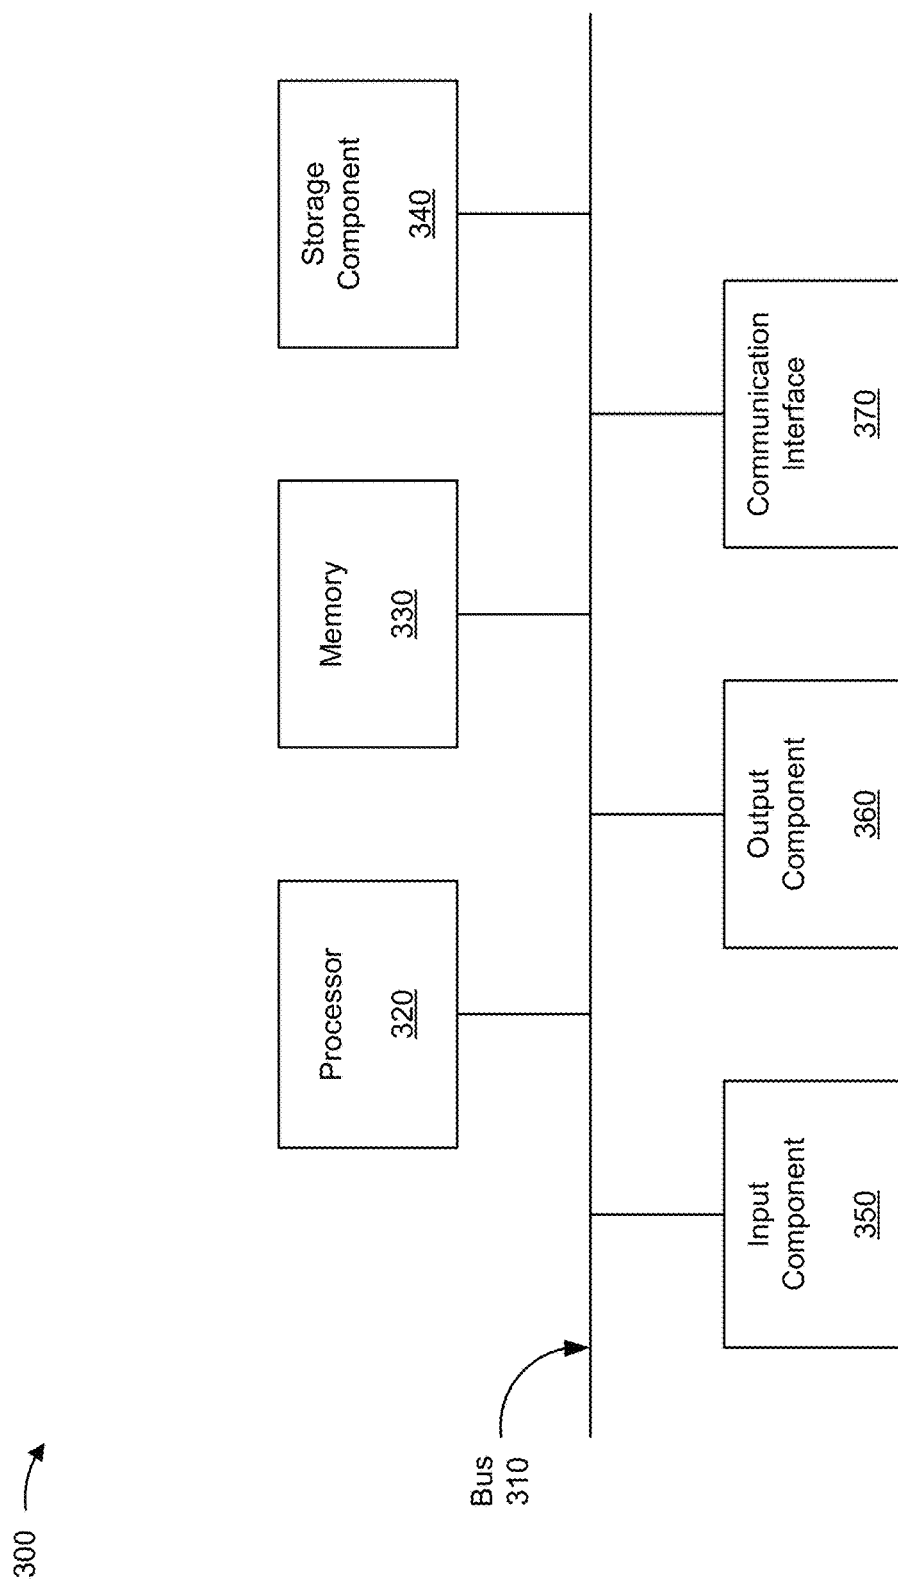 300
Processor
320
Memory
330
Storage
Component
340
Bus
310
Input
Component
350
Output
Component
360
Communication
Interface
370